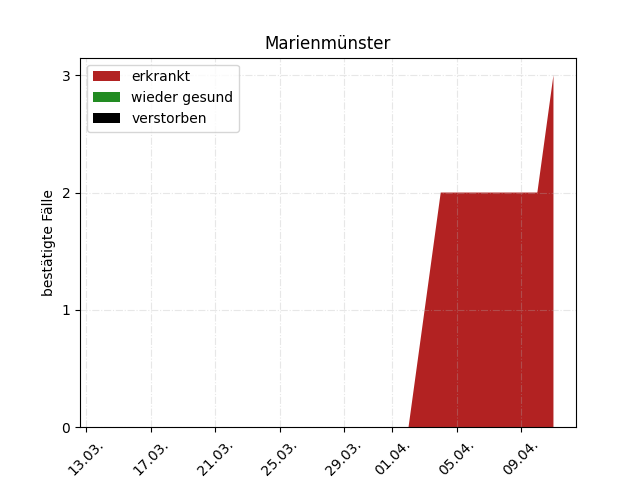 Marienmünster
erkrankt
wieder gesund
verstorben
bestätigte Fälle
3
2
1
0
13.03.
17.03.
21.03.
25.03.
29.03.
01.04.
05.04.
09.04.